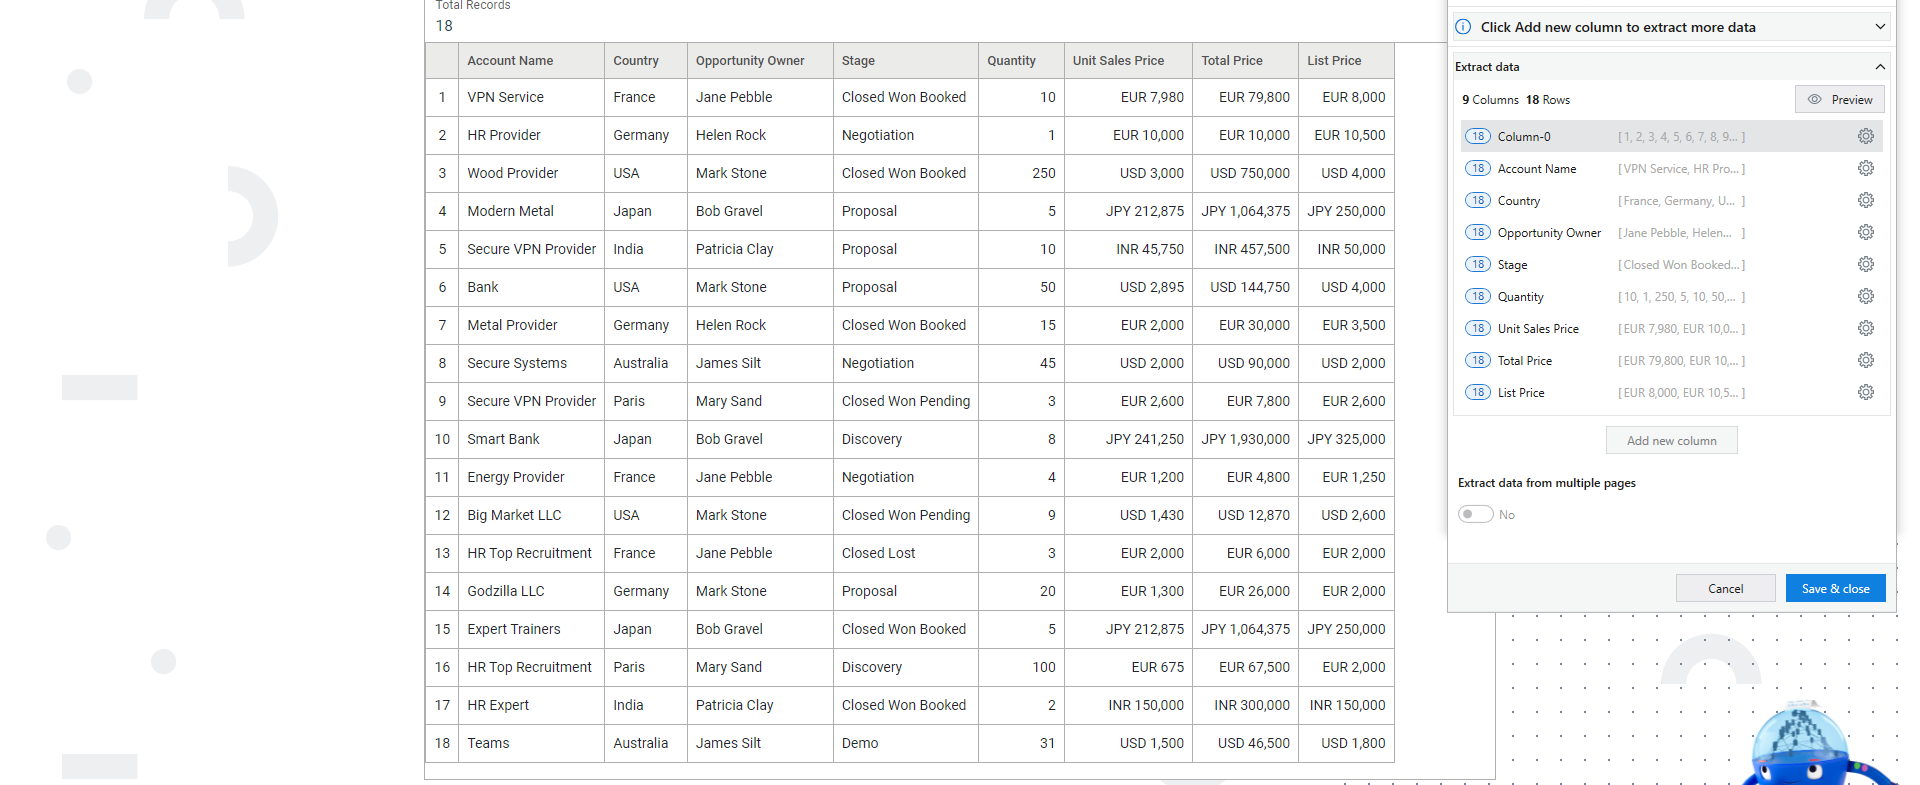 Total Records
18
Account Name Country Opportunity Owner Stage Quantity Unit Sales Price Total Price List Price
1 VPN Service France Jane Pebble Closed Won Booked 10 EUR 7,980 EUR 79,800 EUR 8,000
2 HR Provider Germany Helen Rock Negotiation 1 EUR 10,000 EUR 10,000 EUR 10,500
3 Wood Provider USA Mark Stone Closed Won Booked 250 USD 3,000 USD 750,000 USD 4,000
4 Modern Metal Japan Bob Gravel Proposal 5 JPY 212,875 JPY 1,064,375 JPY 250,000
5 Secure VPN Provider India Patricia Clay Proposal 10 INR 45,750 INR 457,500 INR 50,000
6 Bank USA Mark Stone Proposal 50 USD 2,895 USD 144,750 USD 4,000
7 Metal Provider Germany Helen Rock Closed Won Booked 15 EUR 2,000 EUR 30,000 EUR 3,500
8 Secure Systems Australia James Silt Negotiation 45 USD 2,000 USD 90,000 USD 2,000
9 Secure VPN Provider Paris Mary Sand Closed Won Pending 3 EUR 2,600 EUR 7,800 EUR 2,600
10 Smart Bank Japan Bob Gravel Discovery 8 JPY 241,250 JPY 1,930,000 JPY 325,000
11 Energy Provider France Jane Pebble Negotiation 4 EUR 1,200 EUR 4,800 EUR 1,250
12 Big Market LLC USA Mark Stone Closed Won Pending 9 USD 1,430 USD 12,870 USD 2,600
13 HR Top Recruitment France Jane Pebble Closed Lost 3 EUR 2,000 EUR 6,000 EUR 2,000
14 Godzilla LLC Germany Mark Stone Proposal 20 EUR 1,300 EUR 26,000 EUR 2,000
15 Expert Trainers Japan Bob Gravel Closed Won Booked 5 JPY 212,875 JPY 1,064,375 JPY 250,000
16 HR Top Recruitment Paris Mary Sand Discovery 100 EUR 675 EUR 67,500 EUR 2,000
17 HR Expert India Patricia Clay Closed Won Booked 2 INR 150,000 INR 300,000 INR 150,000
18 Teams Australia James Silt Demo 31 USD 1,500 USD 46,500 USD 1,800
Click Add new column to extract more data
Extract data
9 Columns 18 Rows Preview
18 Column-0 [ 1, 2, 3, 4, 5, 6, 7, 8, 9... ]
18 Account Name [ VPN Service, HR Pro... ]
18 Country [ France, Germany, U... ]
18 Opportunity Owner [ Jane Pebble, Helen... ]
18 Stage [ Closed Won Booked... ]
18 Quantity [ 10, 1, 250, 5, 10, 50,... ]
18 Unit Sales Price [ EUR 7,980, EUR 10,0... ]
18 Total Price [ EUR 79,800, EUR 10,... ]
18 List Price [ EUR 8,000, EUR 10,5... ]
Add new column
Extract data from multiple pages
No
Cancel Save & close